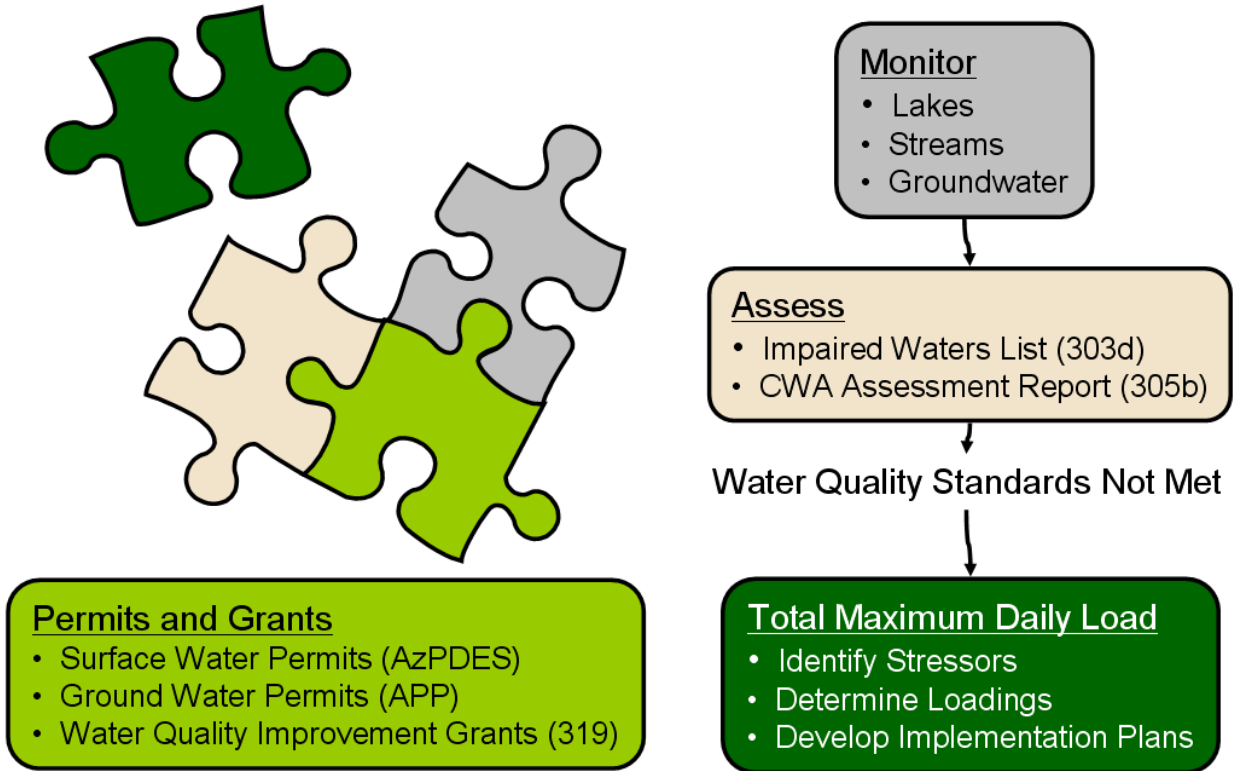 Monitor
• Lakes
• Streams
• Groundwater
Assess
• Impaired Waters List (303d)
• CWA Assessment Report (305b)
Water Quality Standards Not Met
Permits and Grants
• Surface Water Permits (AzPDES)
• Ground Water Permits (APP)
• Water Quality Improvement Grants (319)
Total Maximum Daily Load
• Identify Stressors
• Determine Loadings
• Develop Implementation Plans